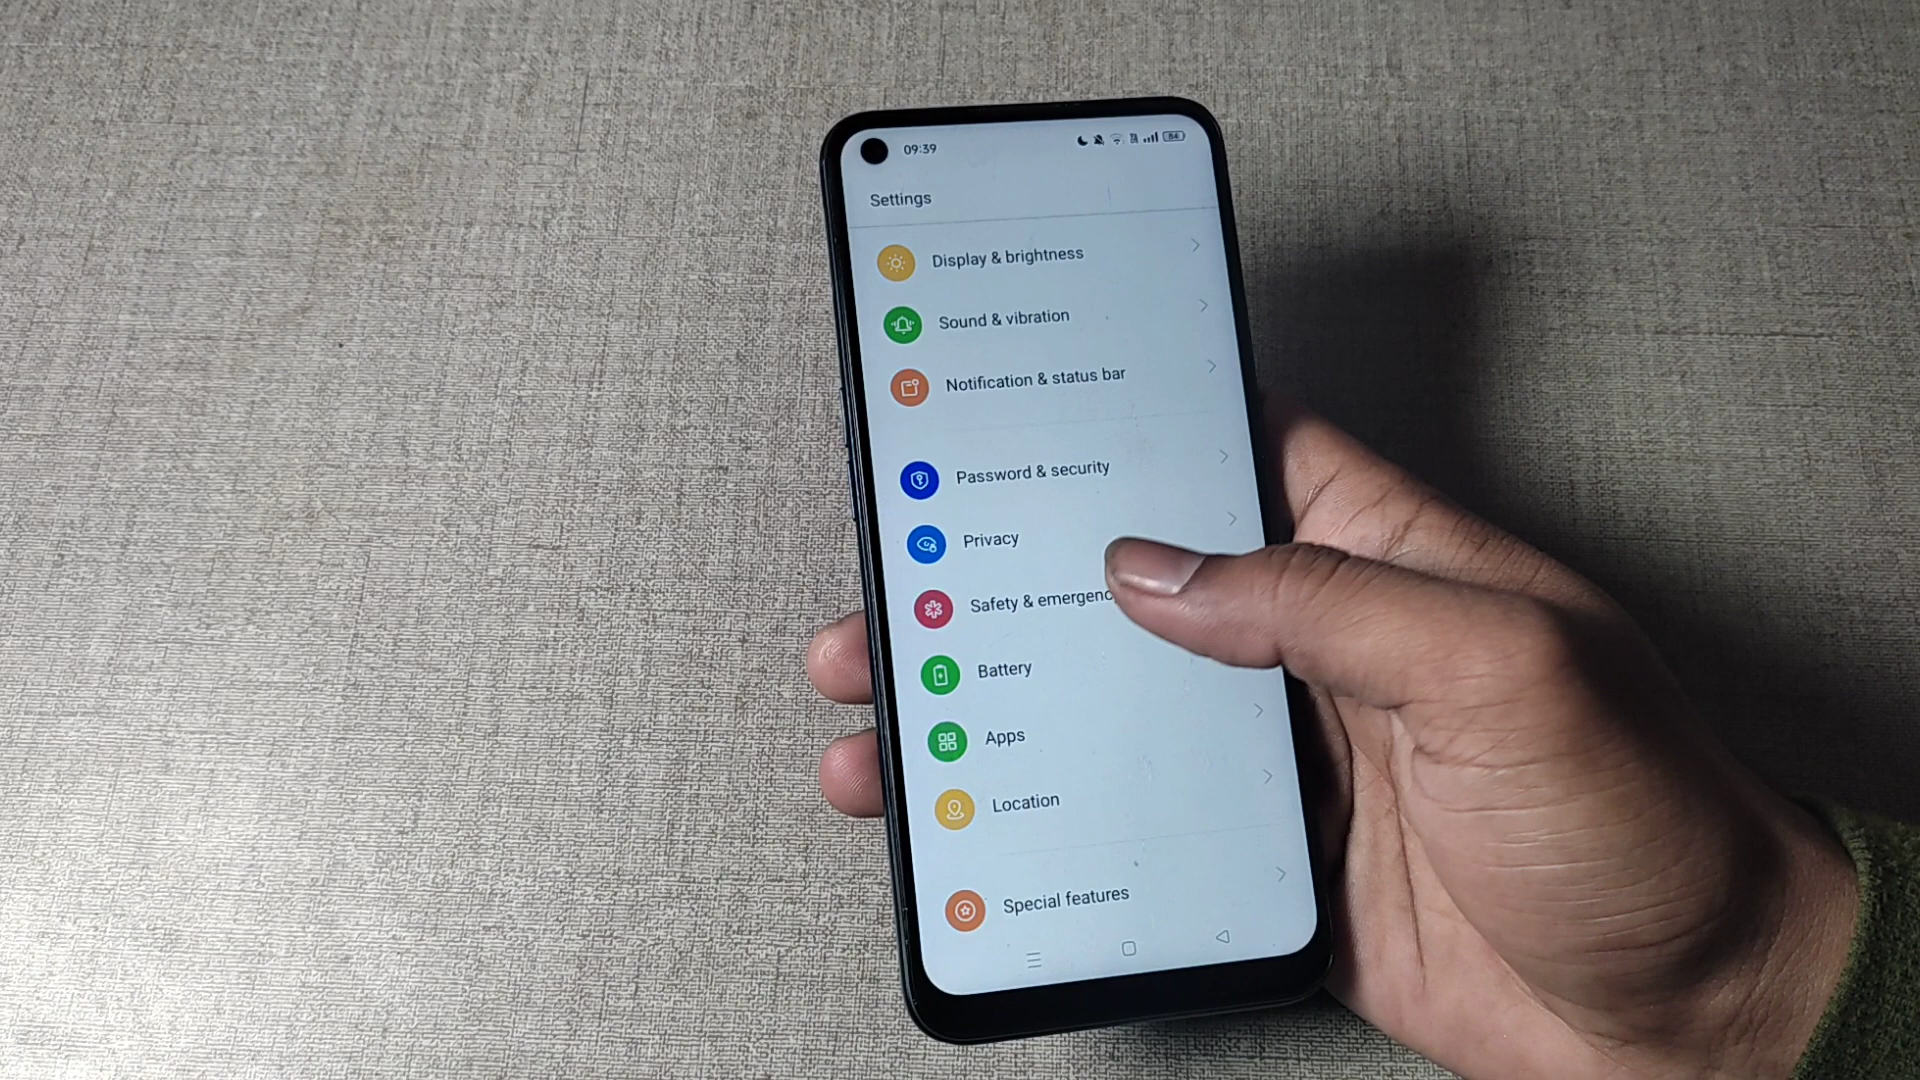 09:39
84
Settings
Display & brightness
Sound & vibration
Notification & status bar
Password & security
Privacy
Safety & emergenc
Battery
Apps
Location
Special features